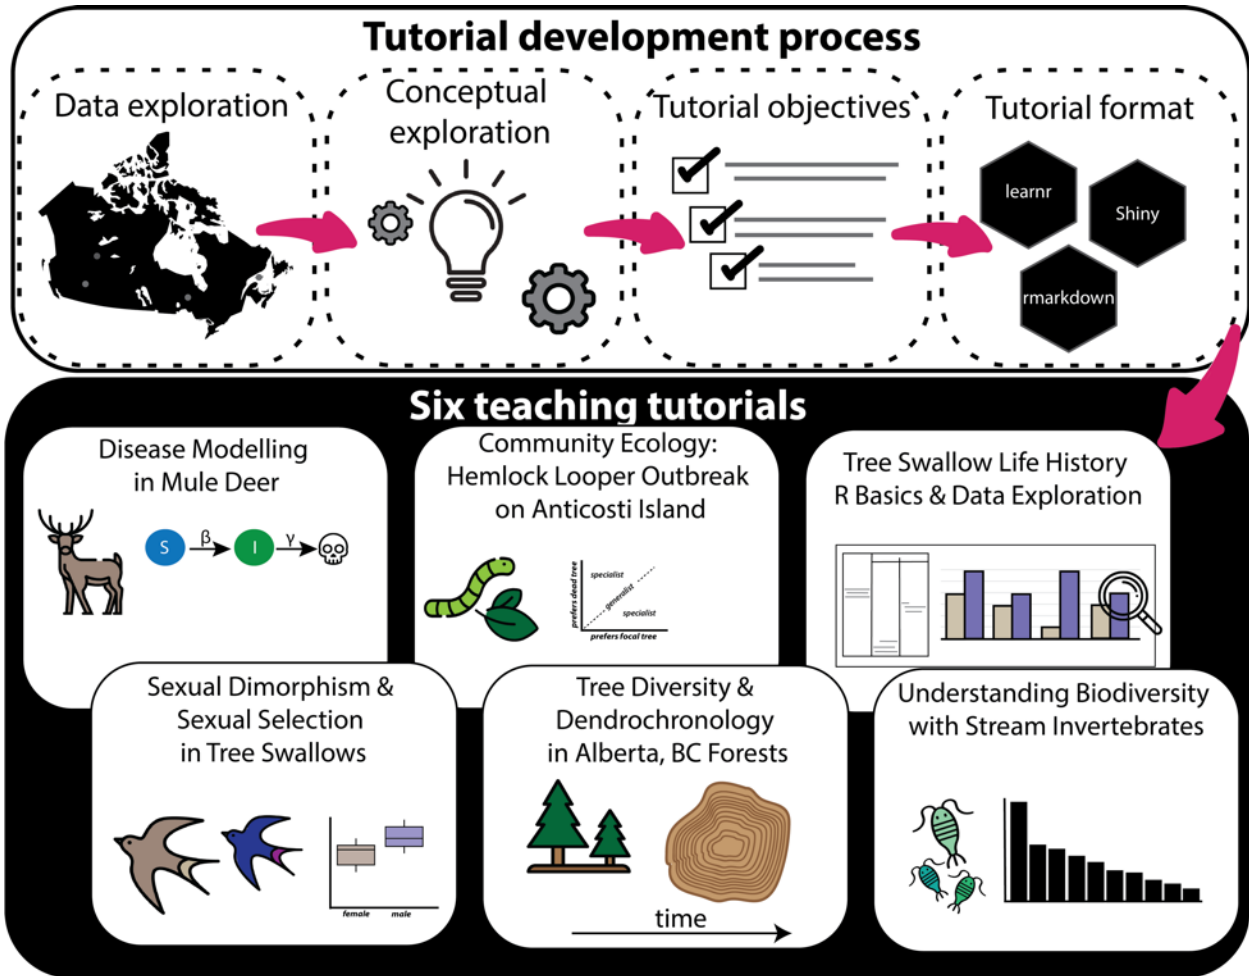 Tutorial development process
Data exploration
Conceptual
exploration
Tutorial objectives
Tutorial format
learnr
Shiny
rmarkdown
Six teaching tutorials
Disease Modelling
in Mule Deer
S
β
I
γ
Community Ecology:
Hemlock Looper Outbreak
on Anticosti Island
prefers dead tree
specialist
generalist
specialist
prefers focal tree
Tree Swallow Life History
R Basics & Data Exploration
Sexual Dimorphism &
Sexual Selection
in Tree Swallows
female
male
Tree Diversity &
Dendrochronology
in Alberta, BC Forests
time
Understanding Biodiversity
with Stream Invertebrates